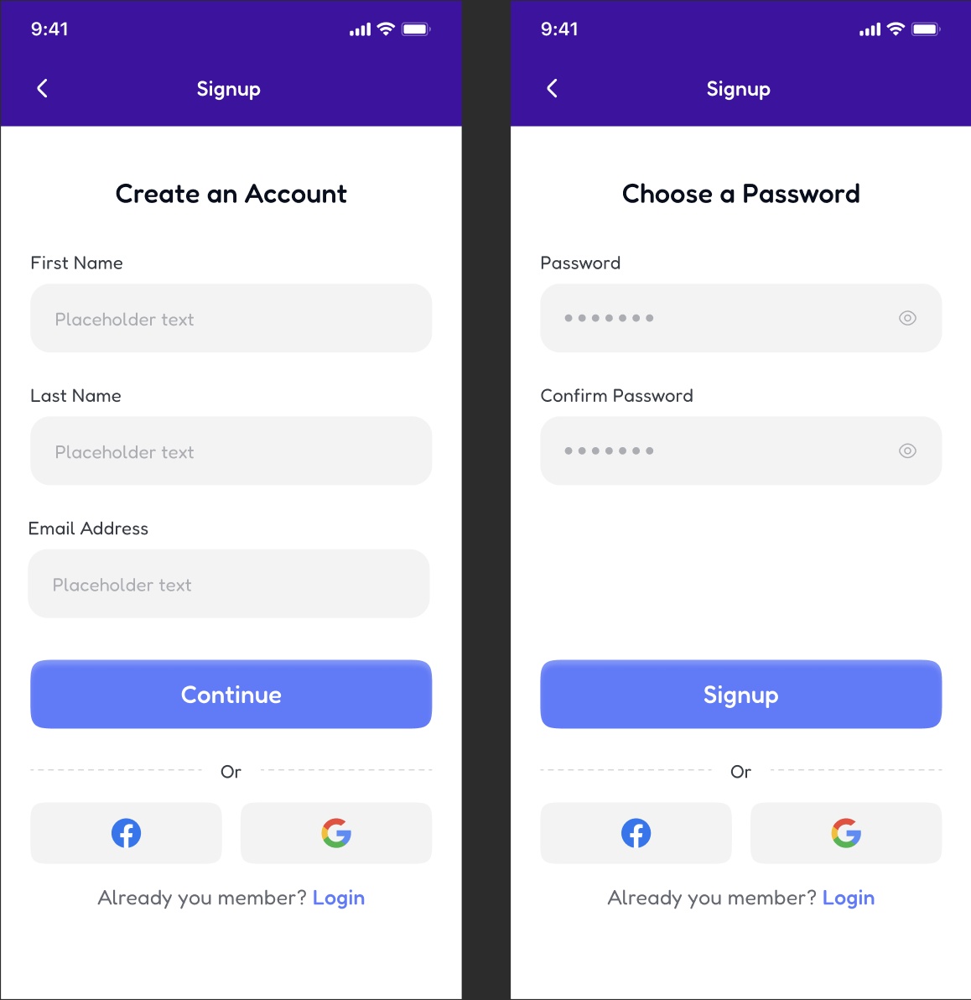 9:41
Signup
Create an Account
First Name
Placeholder text
Last Name
Placeholder text
Email Address
Placeholder text
Continue
Or
Already you member? Login
9:41
Signup
Choose a Password
Password
Confirm Password
Signup
Or
Already you member? Login